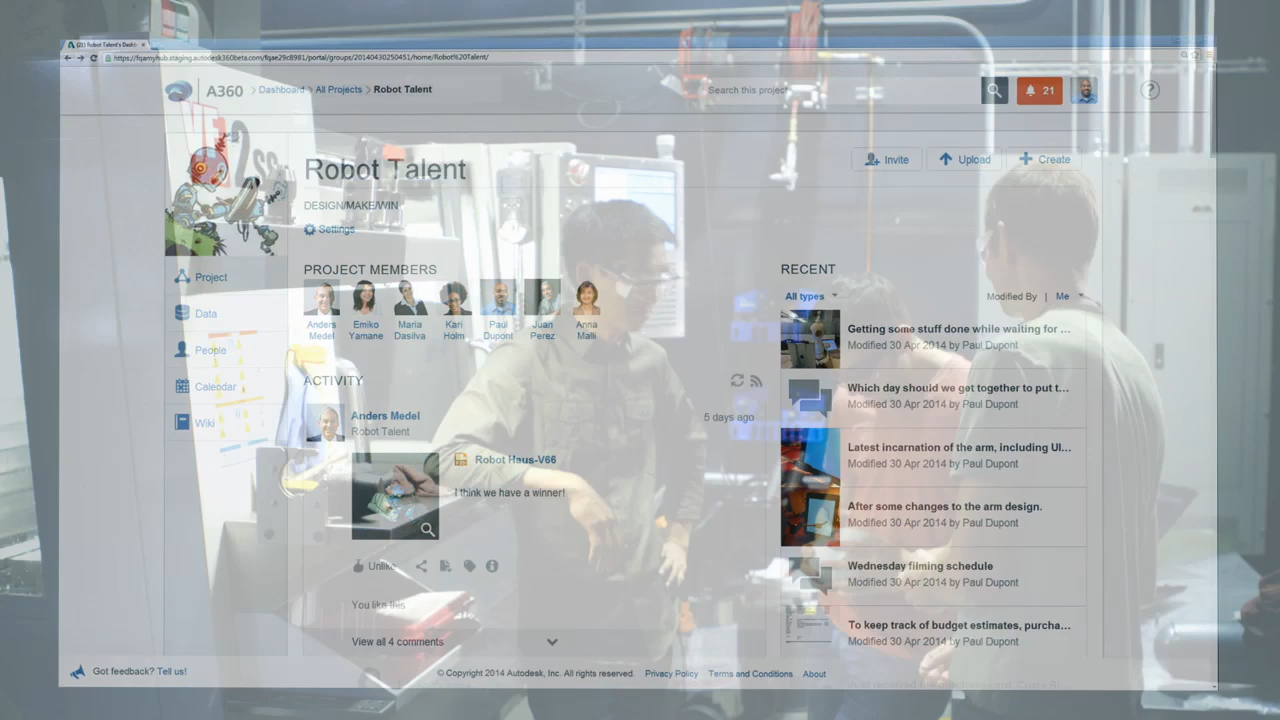 (21) Robot Talent's Dashb
https://fqamyhub.staging.autodesk360beta.com/fqae29c8981/portal/groups/20140430250451/home/Robot%20Talent/
A360 Dashboard All Projects Robot Talent
Search this project
21
?
Robot Talent
Invite Upload Create
DESIGN/MAKE/WIN
Settings
Project
Data
People
Calendar
Wiki
PROJECT MEMBERS
Anders Medel
Emiko Yamane
Maria Dasilva
Kari Holm
Paul Dupont
Juan Perez
Anna Malli
ACTIVITY
Anders Medel
Robot Talent
5 days ago
Robot Haus-V66
I think we have a winner!
Unlike
You like this
View all 4 comments
RECENT
All types Modified By | Me
Getting some stuff done while waiting for ...
Modified 30 Apr 2014 by Paul Dupont
Which day should we get together to put t...
Modified 30 Apr 2014 by Paul Dupont
Latest incarnation of the arm, including UI...
Modified 30 Apr 2014 by Paul Dupont
After some changes to the arm design.
Modified 30 Apr 2014 by Paul Dupont
Wednesday filming schedule
Modified 30 Apr 2014 by Paul Dupont
To keep track of budget estimates, purcha...
Modified 30 Apr 2014 by Paul Dupont
Got feedback? Tell us!
© Copyright 2014 Autodesk, Inc. All rights reserved. Privacy Policy Terms and Conditions About